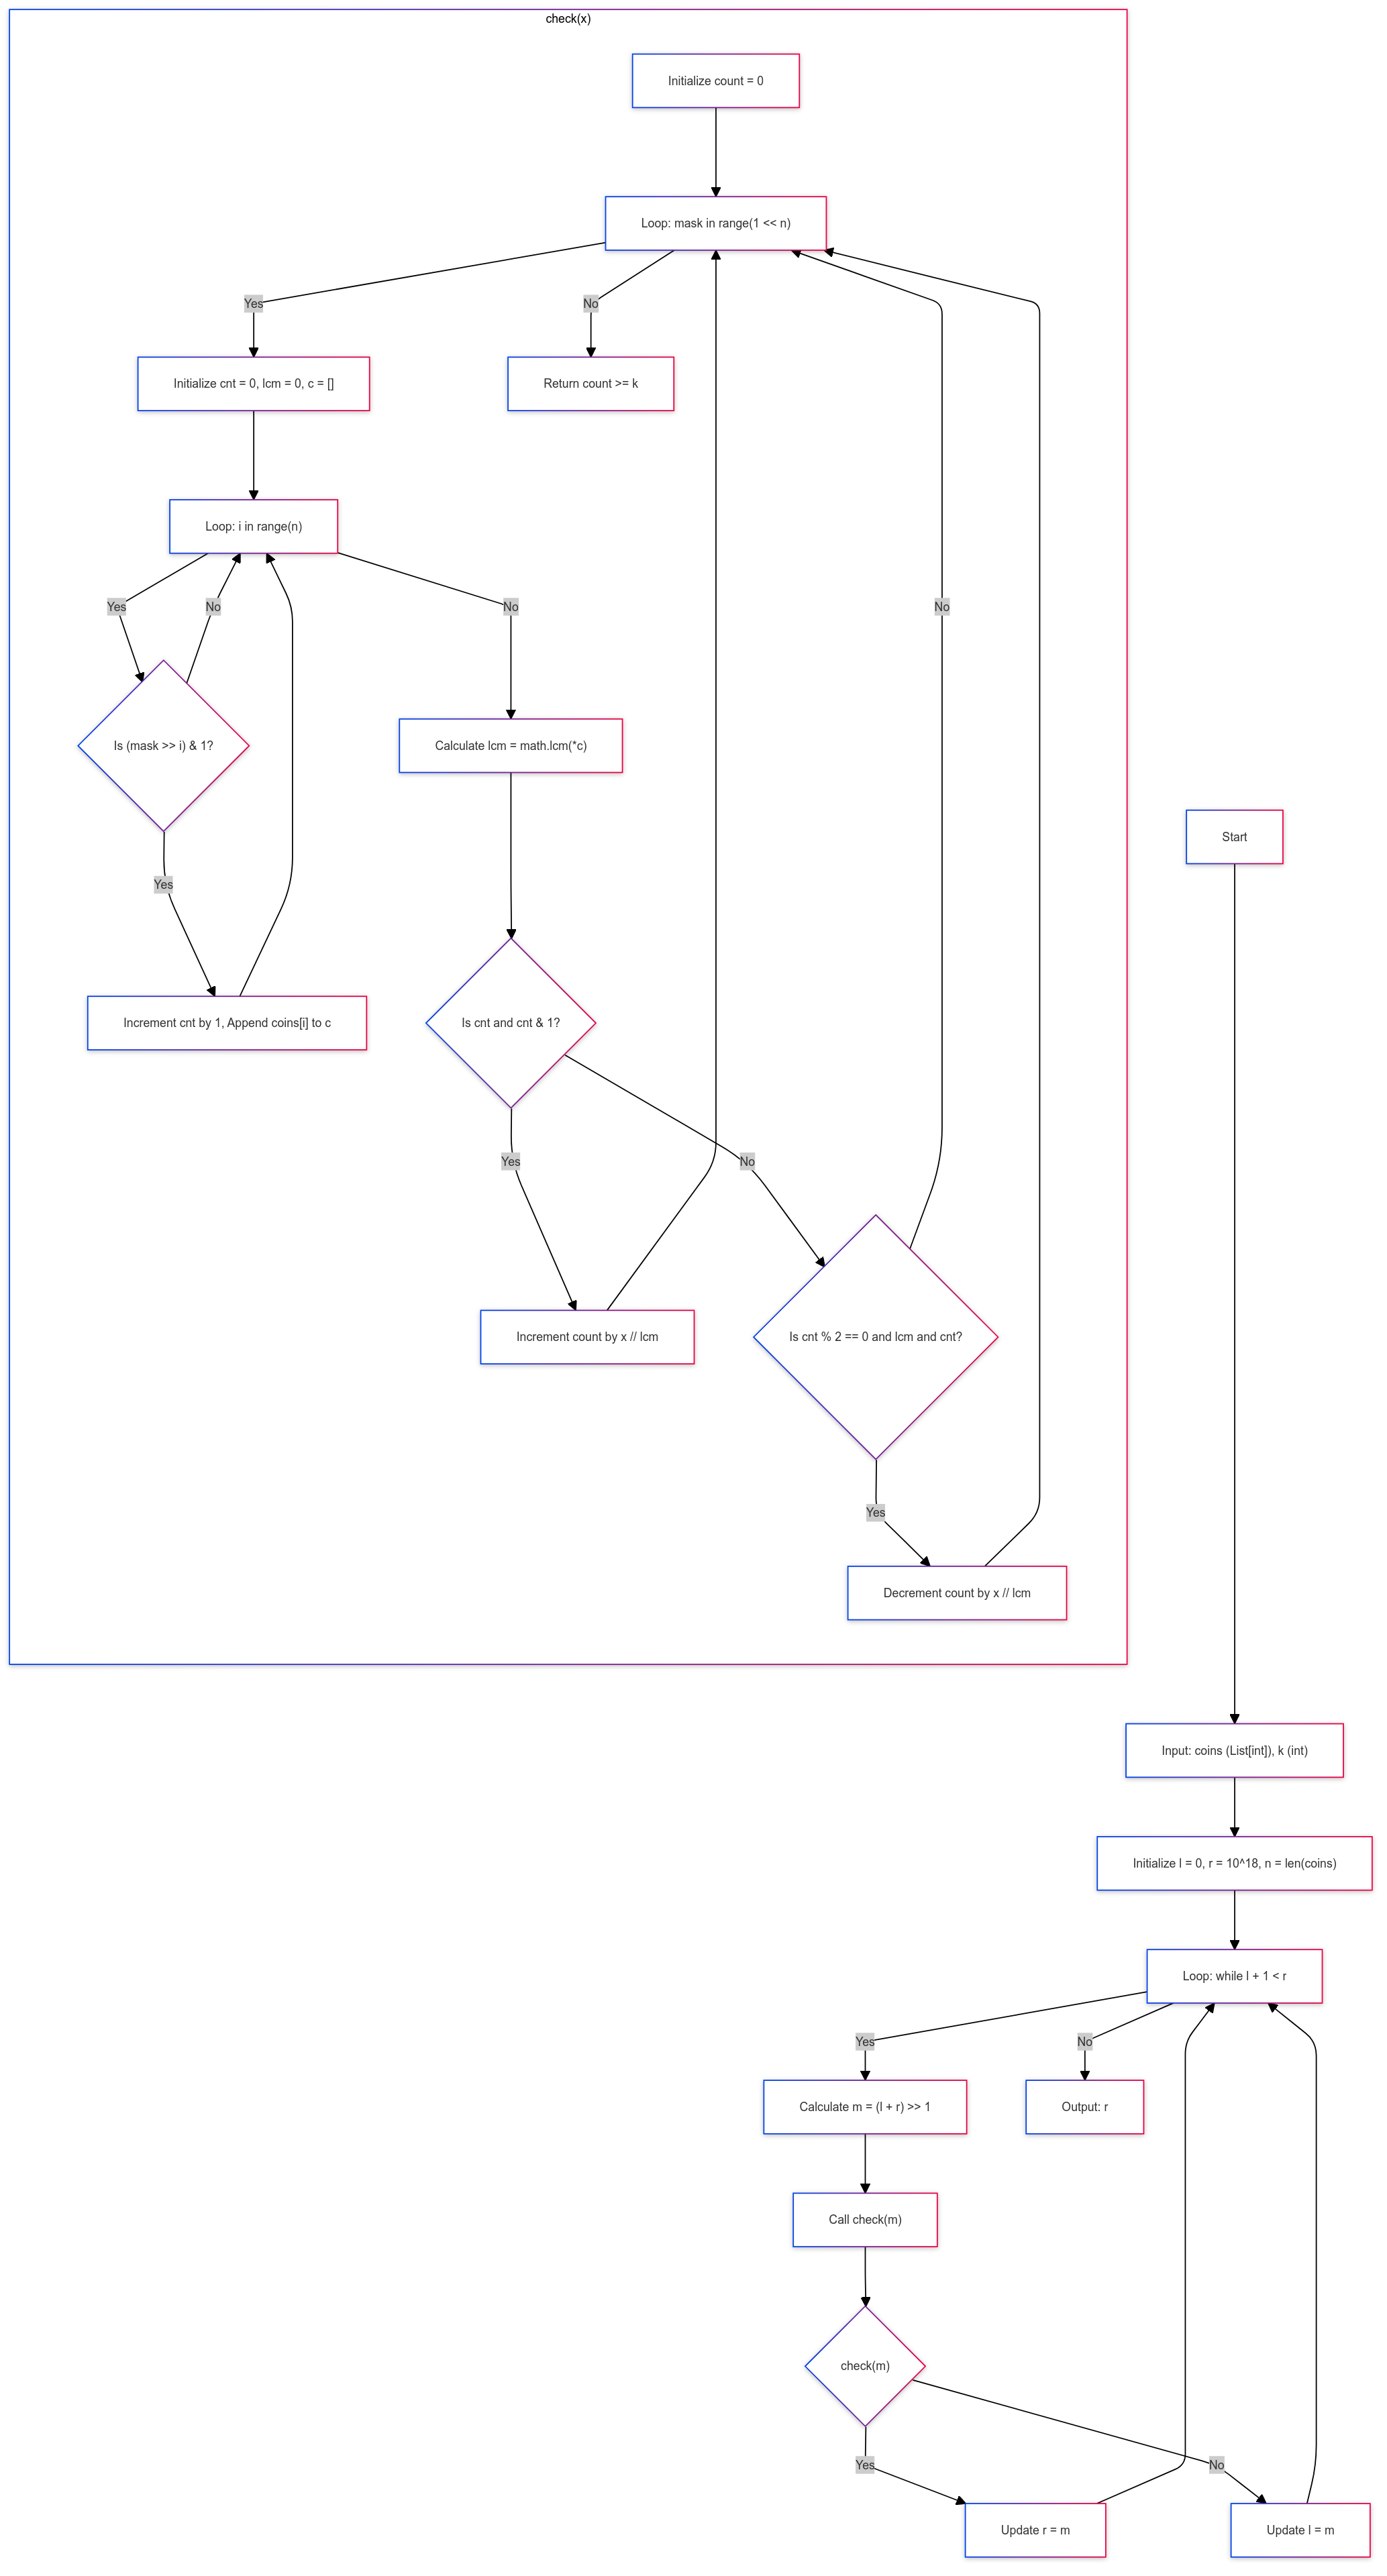 check(x)
Initialize count = 0
Loop: mask in range(1 << n)
Yes
No
Initialize cnt = 0, lcm = 0, c = []
Return count >= k
Loop: i in range(n)
Yes
No
No
No
Is (mask >> i) & 1?
Calculate lcm = math.lcm(*c)
Start
Yes
Increment cnt by 1, Append coins[i] to c
Is cnt and cnt & 1?
Yes
No
Increment count by x // lcm
Is cnt % 2 == 0 and lcm and cnt?
Yes
Decrement count by x // lcm
Input: coins (List[int]), k (int)
Initialize l = 0, r = 10^18, n = len(coins)
Loop: while l + 1 < r
Yes
No
Calculate m = (l + r) >> 1
Output: r
Call check(m)
check(m)
Yes
No
Update r = m
Update l = m